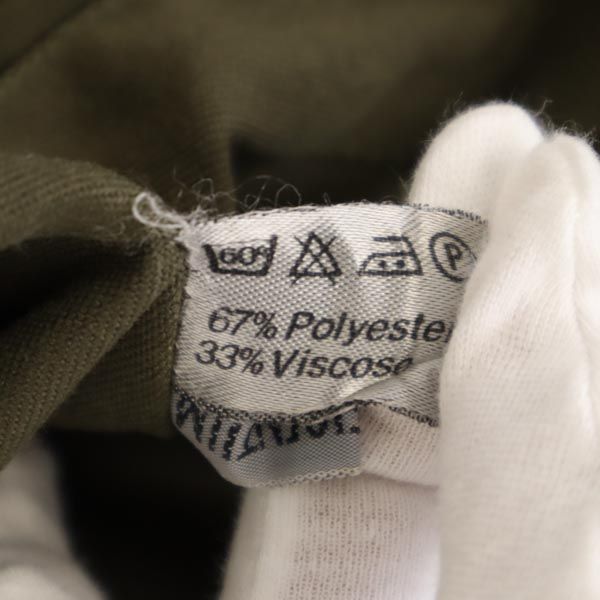 60°
P
67% Polyester
33% Viscose